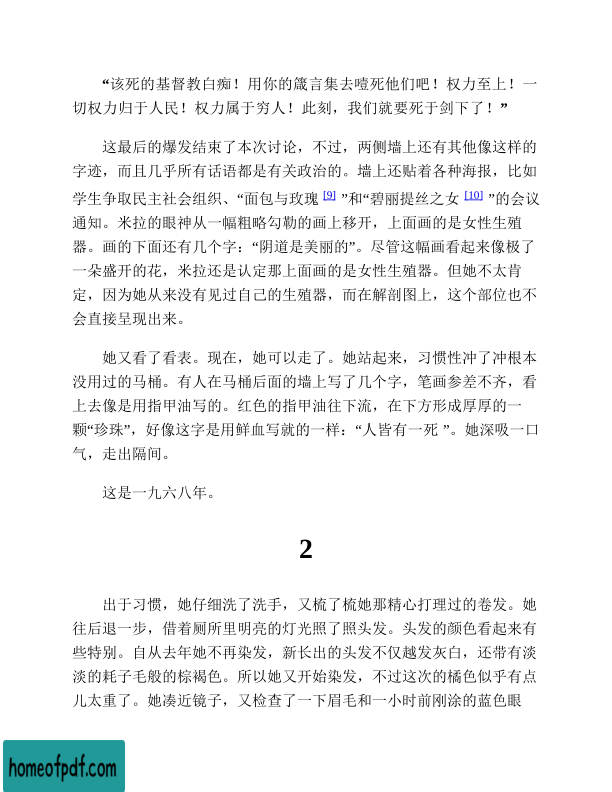 “该死的基督教白痴！用你的箴言集去噎死他们吧！权力至上！一
切权力归于人民！权力属于穷人！此刻，我们就要死于剑下了！”
这最后的爆发结束了本次讨论，不过，两侧墙上还有其他像这样的
字迹，而且几乎所有话语都是有关政治的。墙上还贴着各种海报，比如
学生争取民主社会组织、“面包与玫瑰 [9] ”和“碧丽提丝之女 [10] ”的会议
通知。米拉的眼神从一幅粗略勾勒的画上移开，上面画的是女性生殖
器。画的下面还有几个字：“阴道是美丽的”。尽管这幅画看起来像极了
一朵盛开的花，米拉还是认定那上面画的是女性生殖器。但她不太肯
定，因为她从来没有见过自己的生殖器，而在解剖图上，这个部位也不
会直接呈现出来。
她又看了看表。现在，她可以走了。她站起来，习惯性冲了冲根本
没用过的马桶。有人在马桶后面的墙上写了几个字，笔画参差不齐，看
上去像是用指甲油写的。红色的指甲油往下流，在下方形成厚厚的一
颗“珍珠”，好像这字是用鲜血写就的一样：“人皆有一死 ”。她深吸一口
气，走出隔间。
这是一九六八年。
2
出于习惯，她仔细洗了洗手，又梳了梳她那精心打理过的卷发。她
往后退一步，借着厕所里明亮的灯光照了照头发。头发的颜色看起来有
些特别。自从去年她不再染发，新长出的头发不仅越发灰白，还带有淡
淡的耗子毛般的棕褐色。所以她又开始染发，不过这次的橘色似乎有点
儿太重了。她凑近镜子，又检查了一下眉毛和一小时前刚涂的蓝色眼
homeofpdf.com